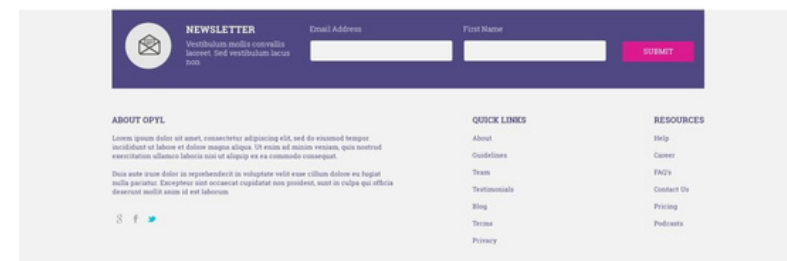 NEWSLETTER
Vestibulum mollis convallis
laoreet. Sed vestibulum lacus
non
Email Address
First Name
SUBMIT
ABOUT OPYL
Lorem ipsum dolor sit amet, consectetur adipiscing elit, sed do eiusmod tempor
incididunt ut labore et dolore magna aliqua. Ut enim ad minim veniam, quis nostrud
exercitation ullamco laboris nisi ut aliquip ex ea commodo consequat.
Duis aute irure dolor in reprehenderit in voluptate velit esse cillum dolore eu fugiat
nulla pariatur. Excepteur sint occaecat cupidatat non proident, sunt in culpa qui officia
deserunt mollit anim id est laborum
QUICK LINKS
About
Guidelines
Team
Testimonials
Blog
Terms
Privacy
RESOURCES
Help
Career
FAQ's
Contact Us
Pricing
Podcasts